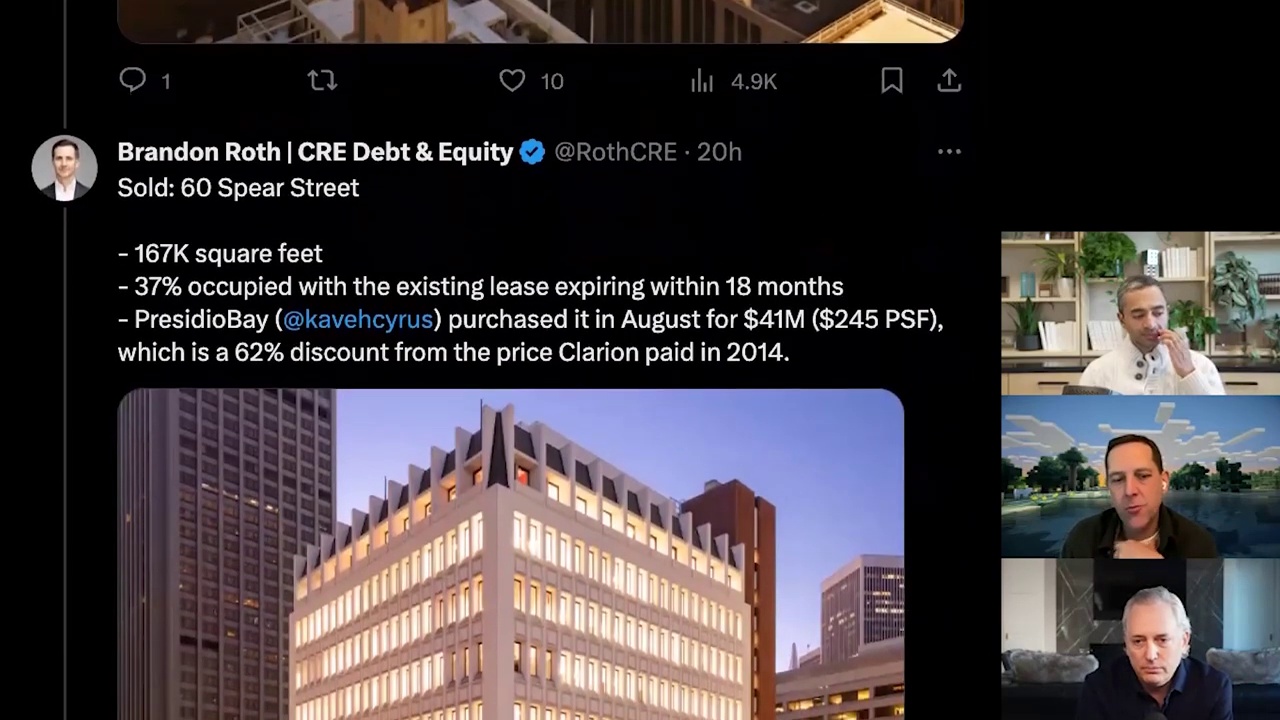 1
10
4.9K
Brandon Roth | CRE Debt & Equity @RothCRE · 20h
Sold: 60 Spear Street
- 167K square feet
- 37% occupied with the existing lease expiring within 18 months
- PresidioBay (@kavehcyrus) purchased it in August for $41M ($245 PSF),
which is a 62% discount from the price Clarion paid in 2014.